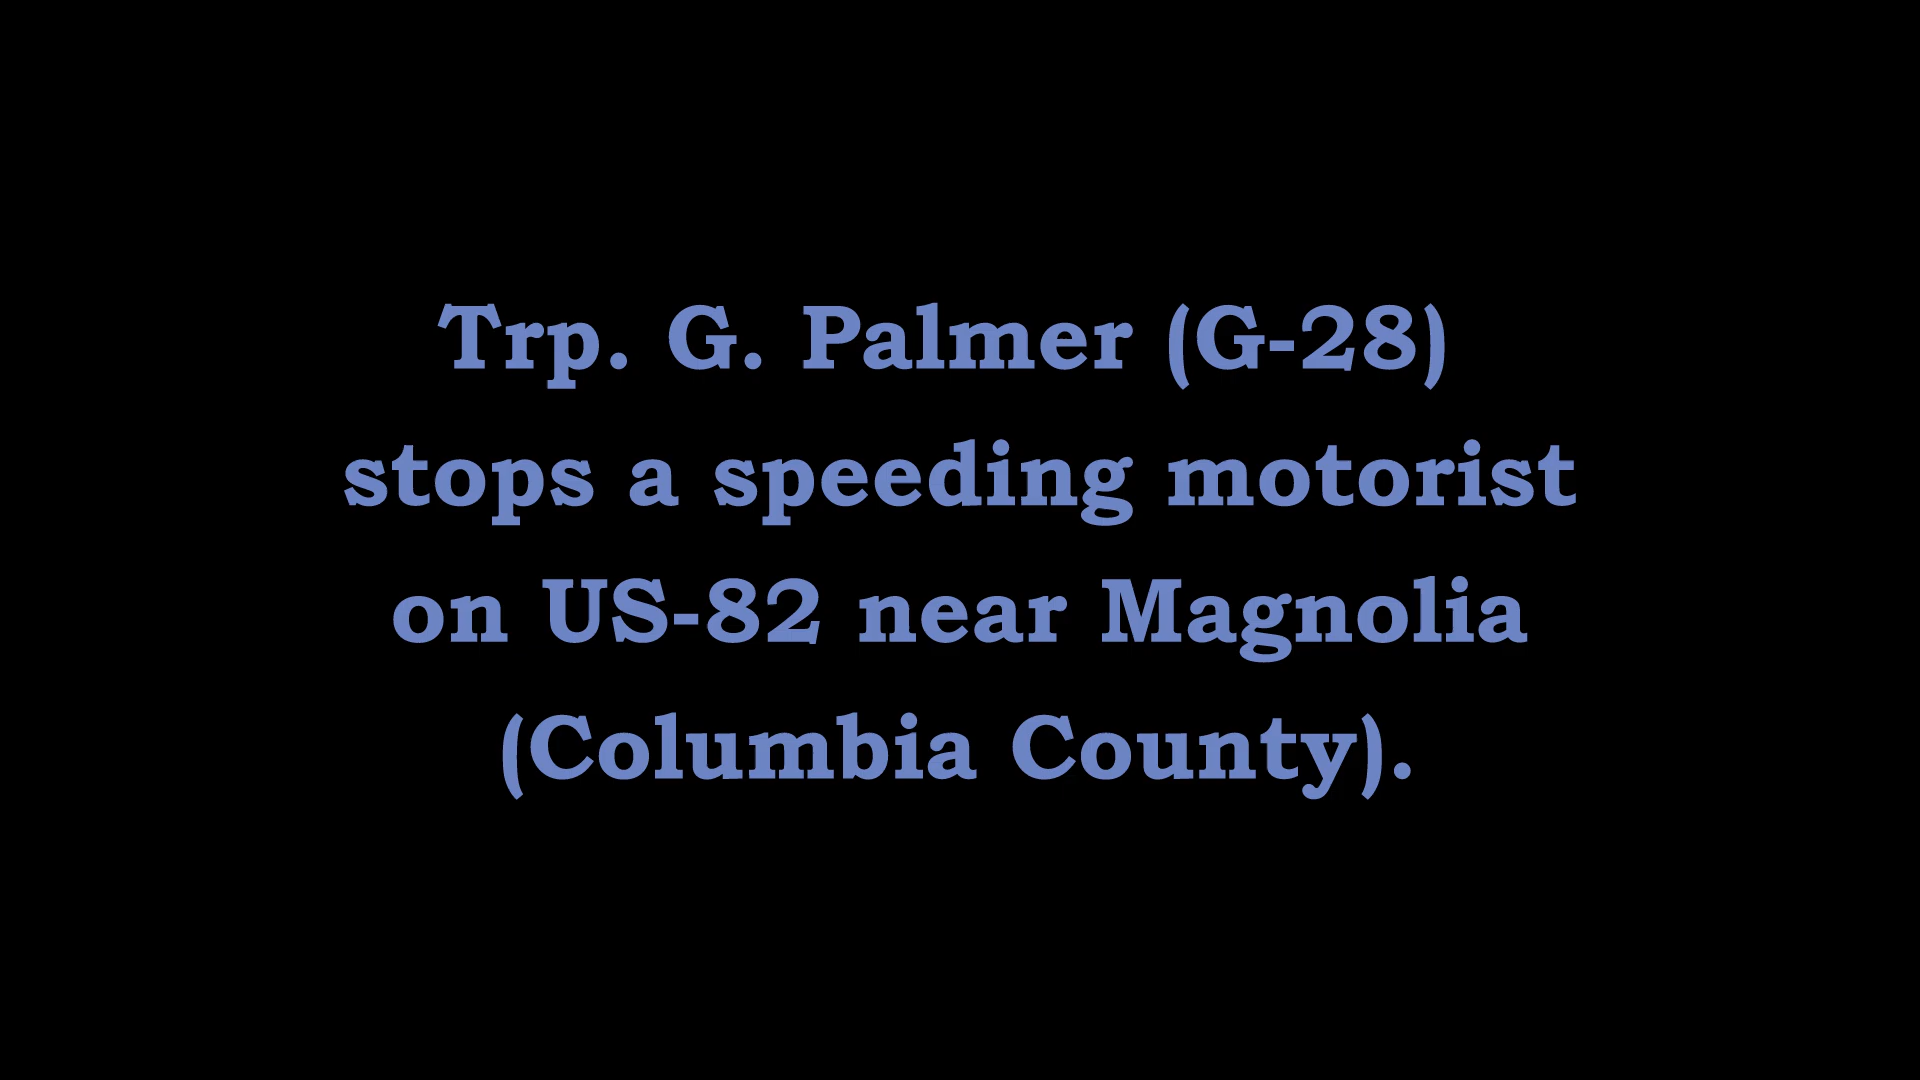 Trp. G. Palmer (G-28)
stops a speeding motorist
on US-82 near Magnolia
(Columbia County).